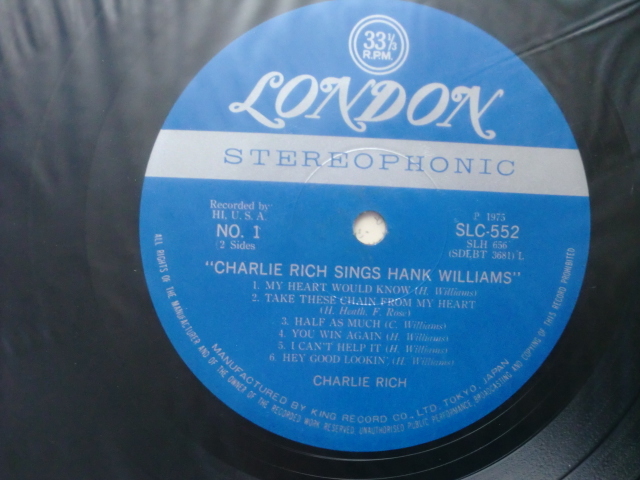 33⅓
R.P.M.
LONDON
STEREOPHONIC
Recorded by
HI, U.S.A.
NO. 1
2 Sides
P 1975
SLC-552
SLH 656
(SDLBT 3681) L
"CHARLIE RICH SINGS HANK WILLIAMS"
1. MY HEART WOULD KNOW (H. Williams)
2. TAKE THESE CHAIN FROM MY HEART
(H. Heath, F. Rose)
3. HALF AS MUCH (C. Williams)
4. YOU WIN AGAIN (H. Williams)
5. I CAN'T HELP IT (H. Williams)
6. HEY GOOD LOOKIN' (H. Williams)
CHARLIE RICH
MANUFACTURED BY KING RECORD CO., LTD. TOKYO, JAPAN
ALL RIGHTS OF THE MANUFACTURER AND OF THE OWNER OF THE RECORDED WORK RESERVED. UNAUTHORISED PUBLIC PERFORMANCE, BROADCASTING AND COPYING OF THIS RECORD PROHIBITED